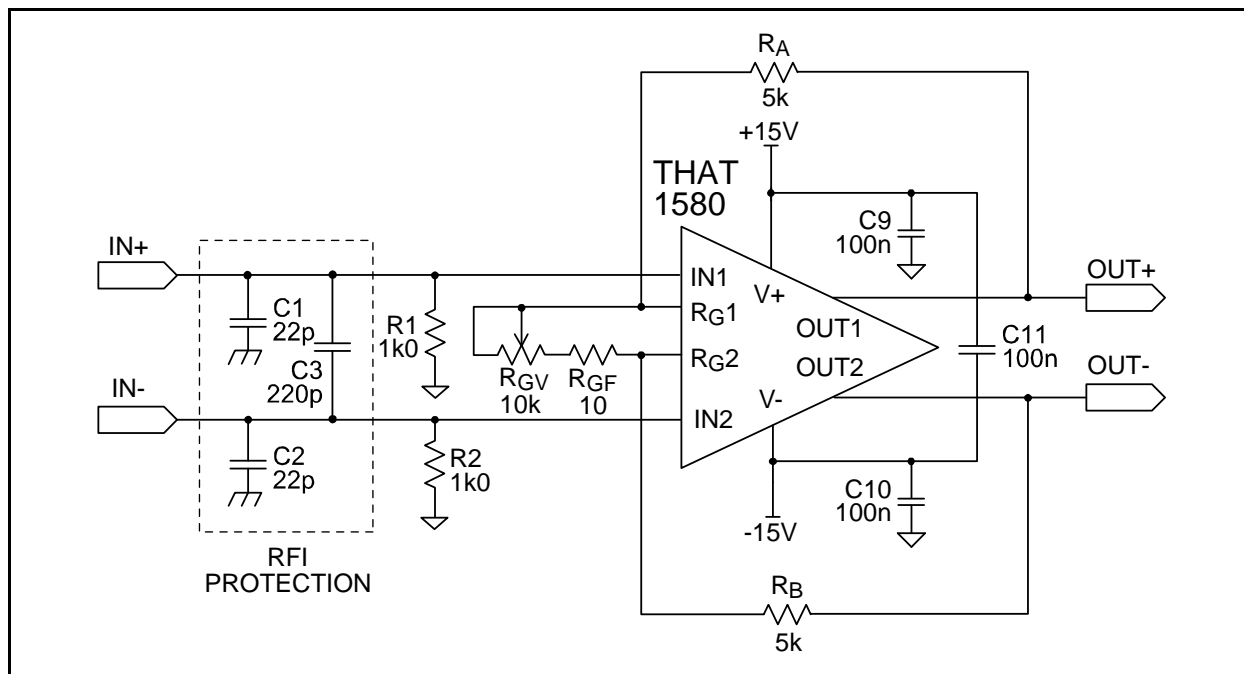 RA
5k
+15V
THAT
1580
C9
100n
IN+
IN1
V+
OUT+
C1
22p
R1
1k0
RG1
OUT1
C11
100n
C3
220p
RGV
10k
RGF
10
RG2
OUT2
OUT-
IN-
IN2
V-
C2
22p
R2
1k0
C10
100n
-15V
RFI
PROTECTION
RB
5k